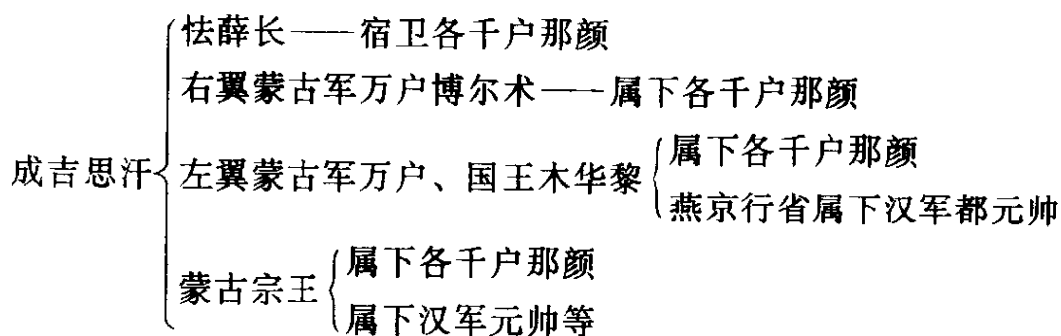 怯薛长——宿卫各千户那颜
右翼蒙古军万户博尔术——属下各千户那颜
成吉思汗
左翼蒙古军万户、国王木华黎
属下各千户那颜
燕京行省属下汉军都元帅
蒙古宗王
属下各千户那颜
属下汉军元帅等